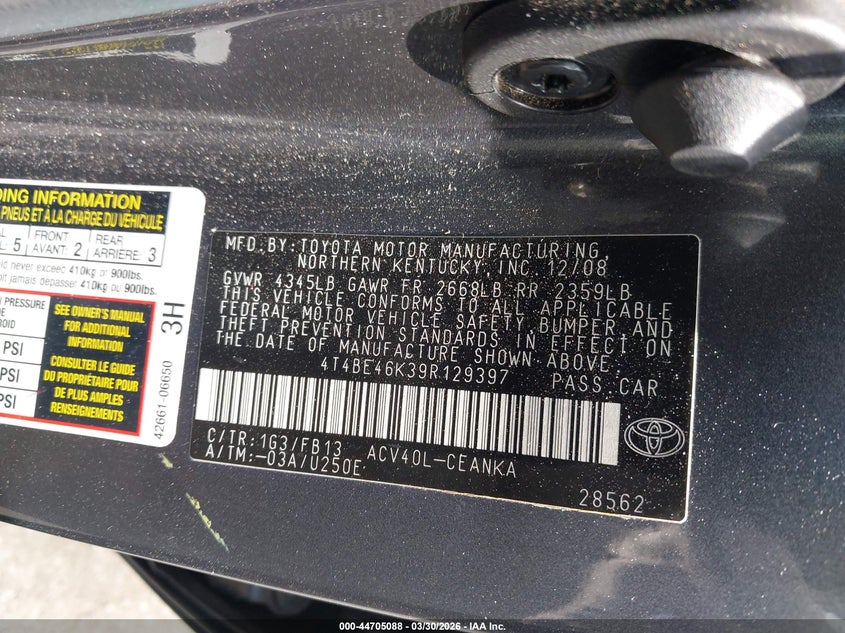 DING INFORMATION
PNEUS ET À LA CHARGE DU VÉHICULE
5 FRONT AVANT: 2 REAR ARRIÈRE: 3
never exceed 410kg or 900lbs.
jamais dépasser 410kg ou 900lbs.
PRESSURE
SEE OWNER'S MANUAL
FOR ADDITIONAL
INFORMATION
PSI
CONSULTER LE GUIDE
DU PROPRIÉTAIRE POUR
DE PLUS AMPLES
RENSEIGNEMENTS
PSI
PSI
42661-06650 3H
MFD.BY:TOYOTA MOTOR MANUFACTURING,
NORTHERN KENTUCKY, INC. 12/08
GVWR 4345LB GAWR FR 2668LB RR 2359LB
THIS VEHICLE CONFORMS TO ALL APPLICABLE
FEDERAL MOTOR VEHICLE SAFETY, BUMPER AND
THEFT PREVENTION STANDARDS IN EFFECT ON
THE DATE OF MANUFACTURE SHOWN ABOVE.
4T4BE46K39R129397 PASS CAR
C/TR:1G3/FB13 ACV40L-CEANKA
A/TM:-03A/U250E
28562
000-44705088 - 03/30/2026 - IAA Inc.